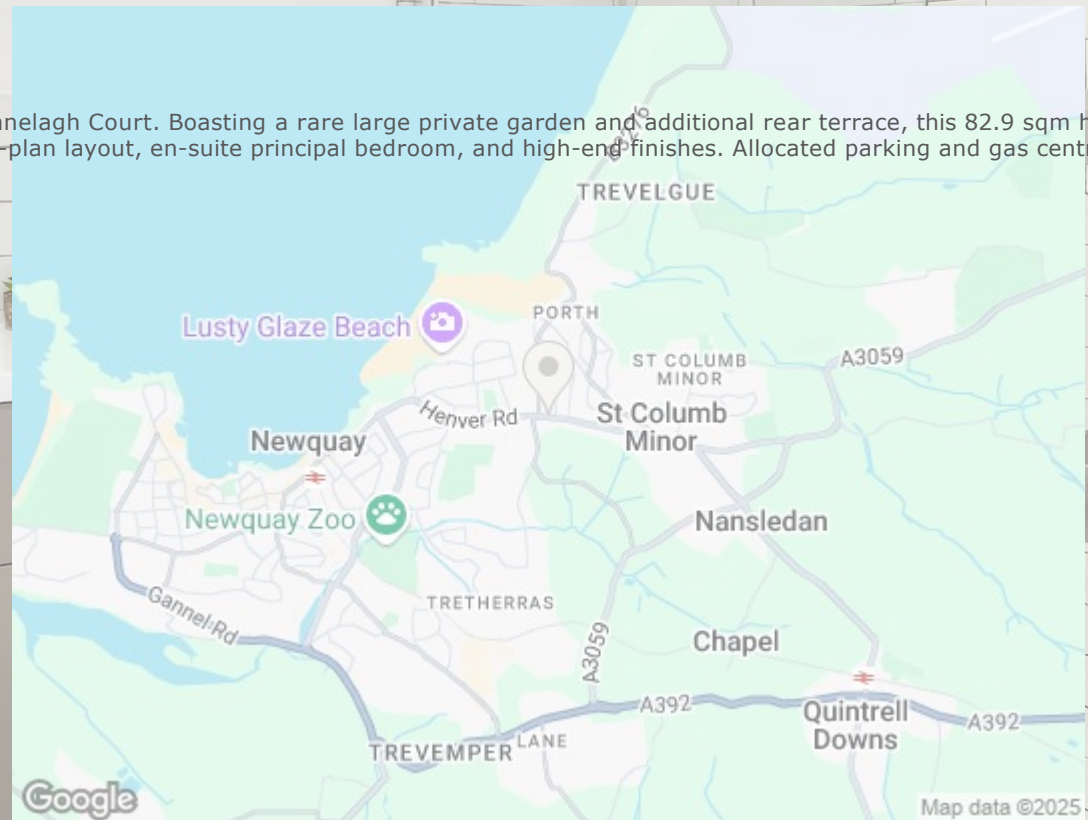 nnelagh Court. Boasting a rare large private garden and additional rear terrace, this 82.9 sqm h
-plan layout, en-suite principal bedroom, and high-end finishes. Allocated parking and gas cent
TREVELGUE
PORTH
Lusty Glaze Beach
ST COLUMB
MINOR
A3059
Henver Rd
St Columb
Minor
Newquay
Newquay Zoo
Nansledan
Gannel Rd
TRETHERRAS
A3059
Chapel
A392
Quintrell
Downs
A392
TREVEMPER
LANE
Google
Map data ©2025